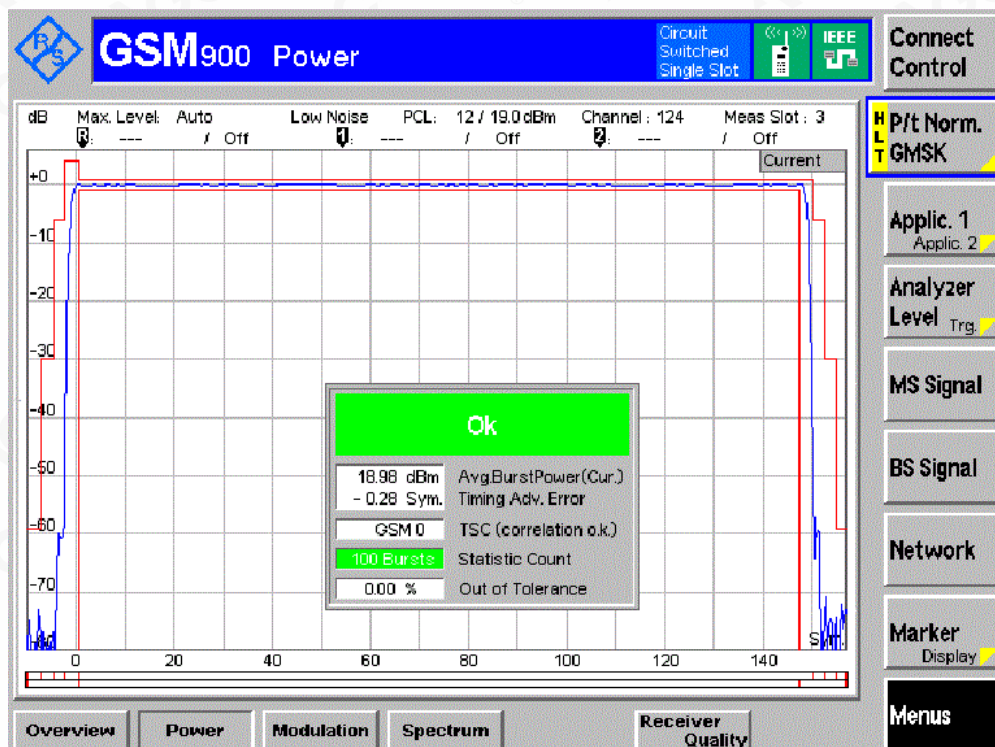 R&S
GSM900 Power
Circuit
Switched
Single Slot
IEEE
Connect
Control
dB Max. Level: Auto Low Noise PCL: 12 / 19.0 dBm Channel : 124 Meas Slot : 3
R: --- / Off 1: --- / Off 2: --- / Off
HLT
P/t Norm.
GMSK
Current
+0
-10
-20
-30
-40
-50
-60
-70
Applic. 1
Applic. 2
Analyzer
Level Trg.
MS Signal
BS Signal
Network
Marker
Display
Menus
Ok
18.98 dBm Avg.BurstPower(Cur.)
- 0.28 Sym. Timing Adv. Error
GSM 0 TSC (correlation o.k.)
100 Bursts Statistic Count
0.00 % Out of Tolerance
0 20 40 60 80 100 120 140
Overview Power Modulation Spectrum Receiver
Quality